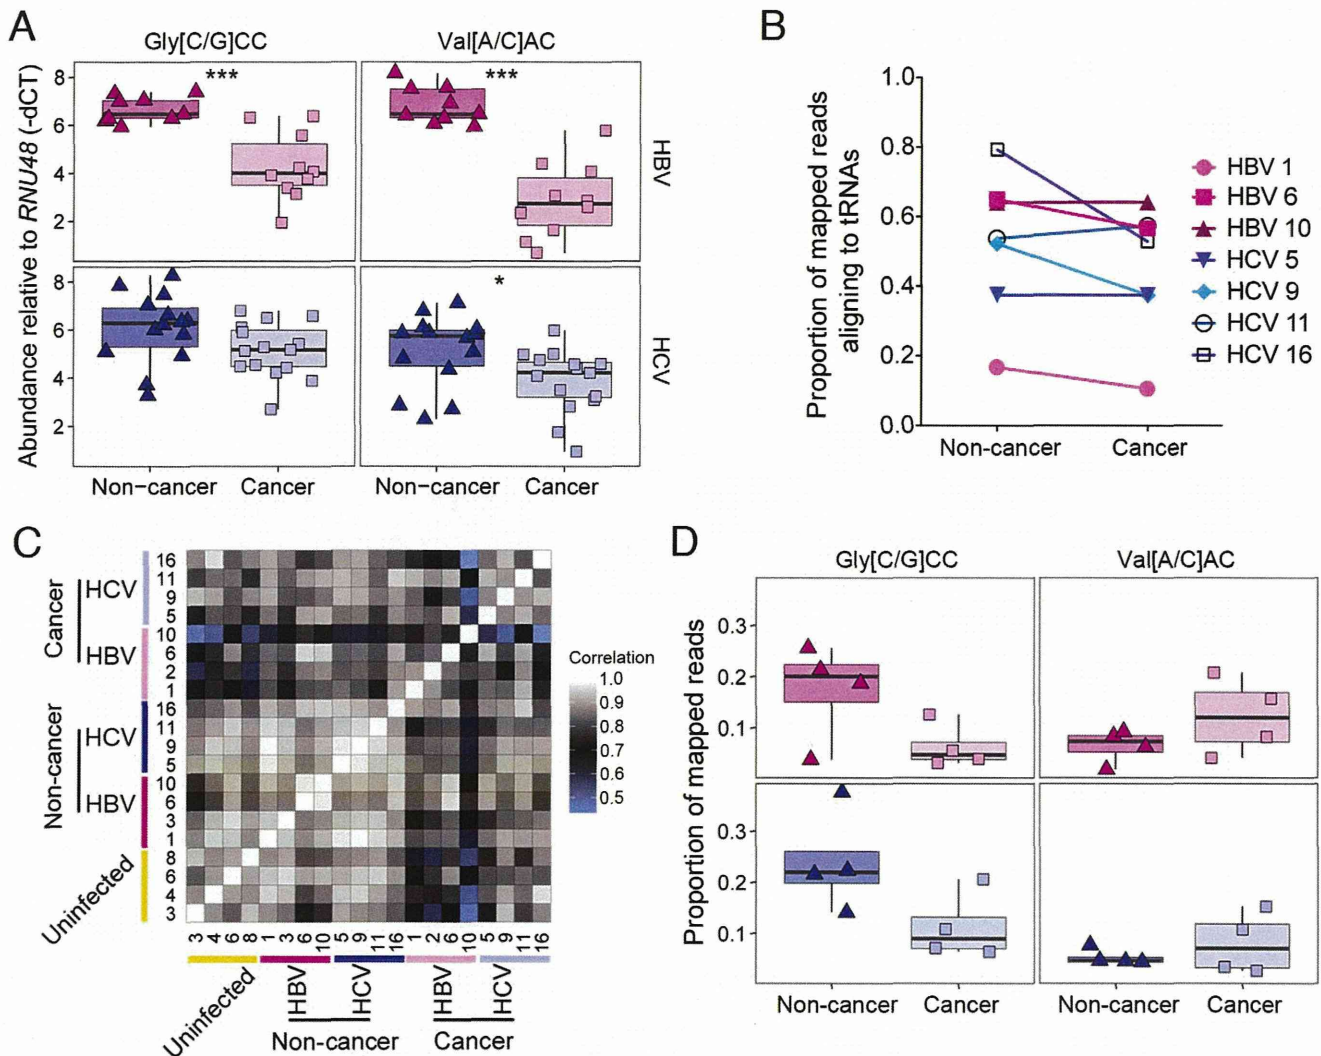 A
Gly[C/G]CC Val[A/C]AC
Abundance relative to RNU48 (-dCT)
8
6
4
2
***
***
HBV
8
6
4
2
*
HCV
Non-cancer Cancer Non-cancer Cancer
B
Proportion of mapped reads
aligning to tRNAs
1.0
0.8
0.6
0.4
0.2
0.0
Non-cancer Cancer
HBV 1
HBV 6
HBV 10
HCV 5
HCV 9
HCV 11
HCV 16
C
Cancer
HCV
HBV
Non-cancer
HCV
HBV
Uninfected
16
11
9
5
10
6
2
1
16
11
9
5
10
6
3
1
8
6
4
3
3 4 6 8 1 3 6 10 5 9 11 16 1 2 6 10 5 9 11 16
Uninfected
HBV HCV HBV HCV
Non-cancer Cancer
Correlation
1.0
0.9
0.8
0.7
0.6
0.5
D
Gly[C/G]CC Val[A/C]AC
Proportion of mapped reads
0.3
0.2
0.1
0.3
0.2
0.1
Non-cancer Cancer Non-cancer Cancer